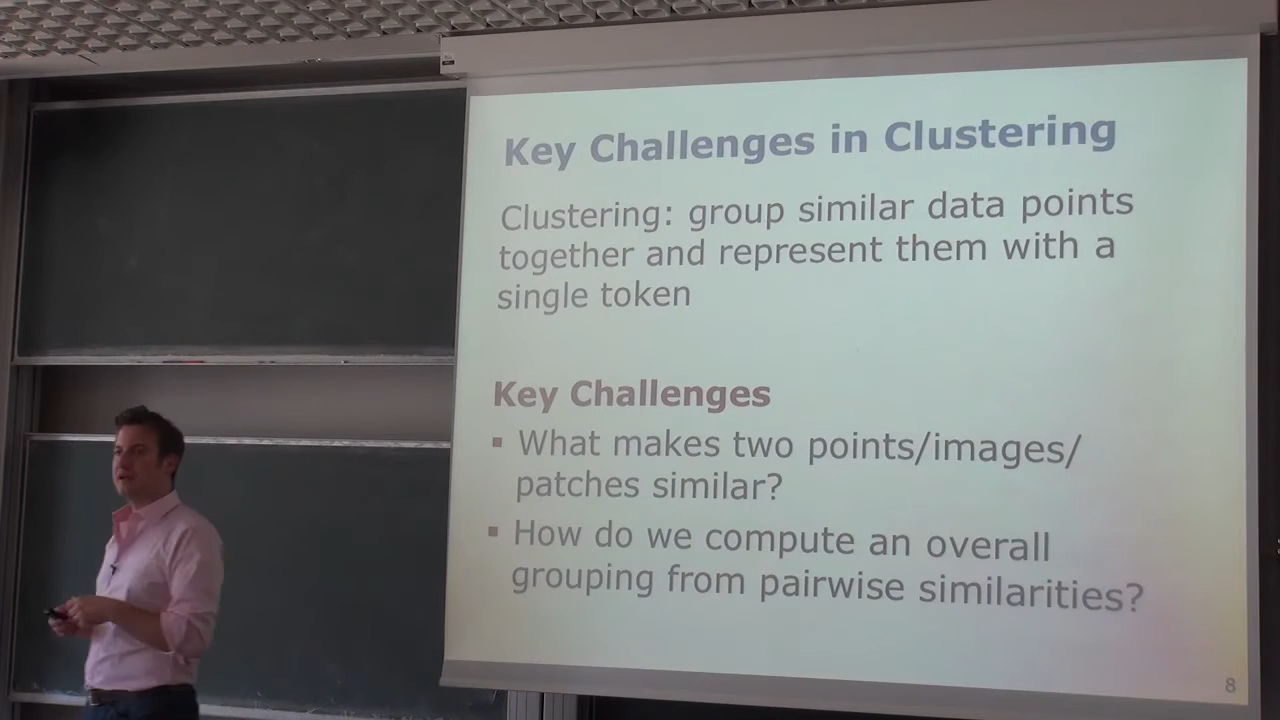 Key Challenges in Clustering
Clustering: group similar data points
together and represent them with a
single token
Key Challenges
▪ What makes two points/images/
patches similar?
▪ How do we compute an overall
grouping from pairwise similarities?
8